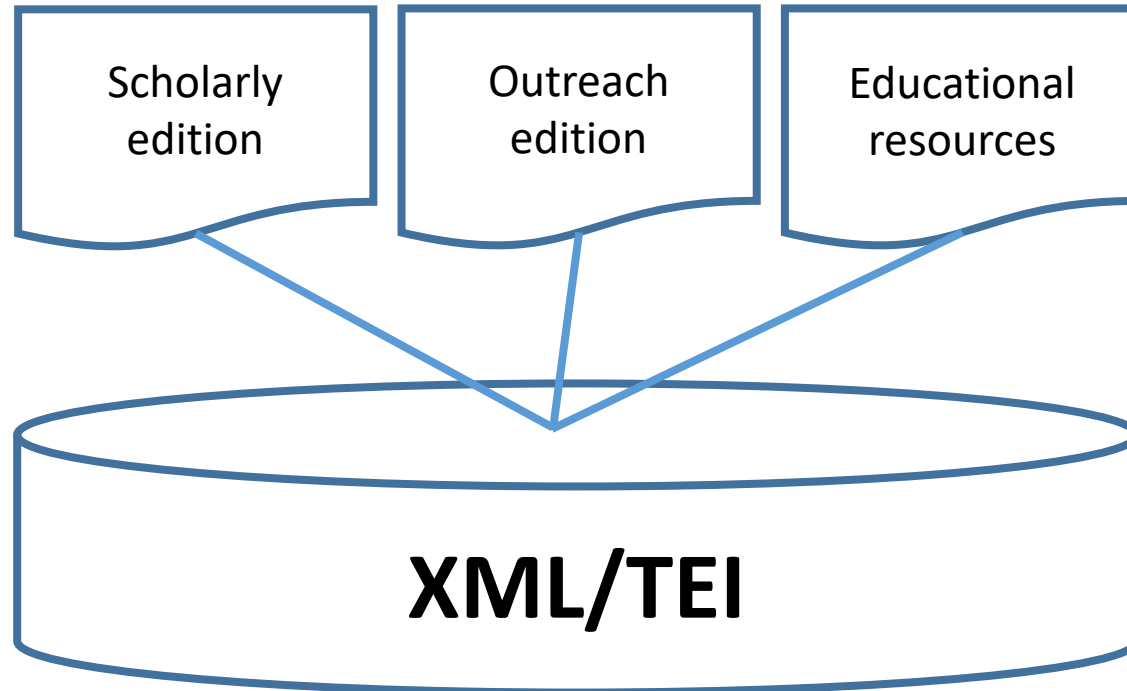 Scholarly
edition
Outreach
edition
Educational
resources
XML/TEI